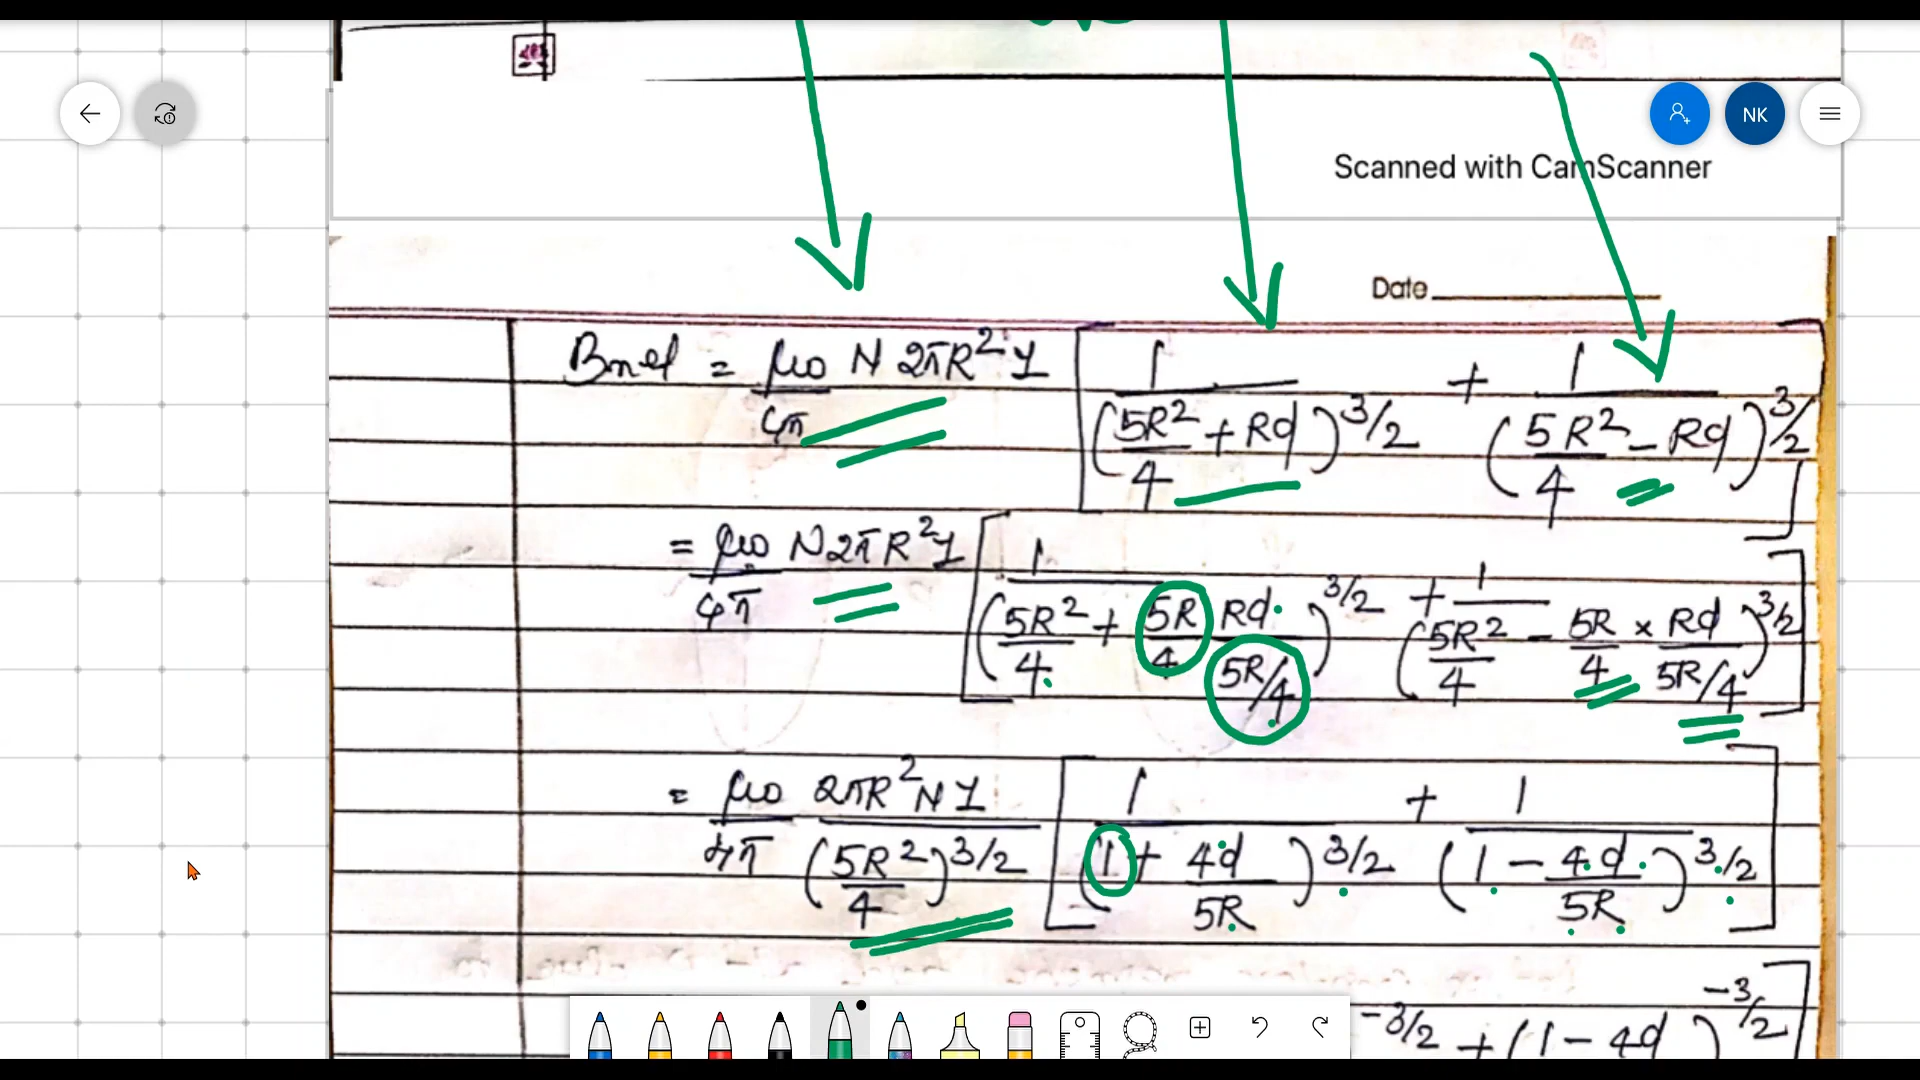 NK
Scanned with CamScanner
Date
Bnet = μ0/4π N 2πR²I [ 1/(5R²/4 + Rd)^3/2 + 1/(5R²/4 - Rd)^3/2 ]
= μ0/4π N2πR²I [ 1/(5R²/4 + 5R/4 Rd/5R/4)^3/2 + 1/(5R²/4 - 5R/4 × Rd/5R/4)^3/2 ]
= μ0/4π 2πR²NI/(5R²/4)^3/2 [ 1/(1 + 4d/5R)^3/2 + 1/(1 - 4d/5R)^3/2 ]
-3/2 + (1 - 4d )-3/2 ]